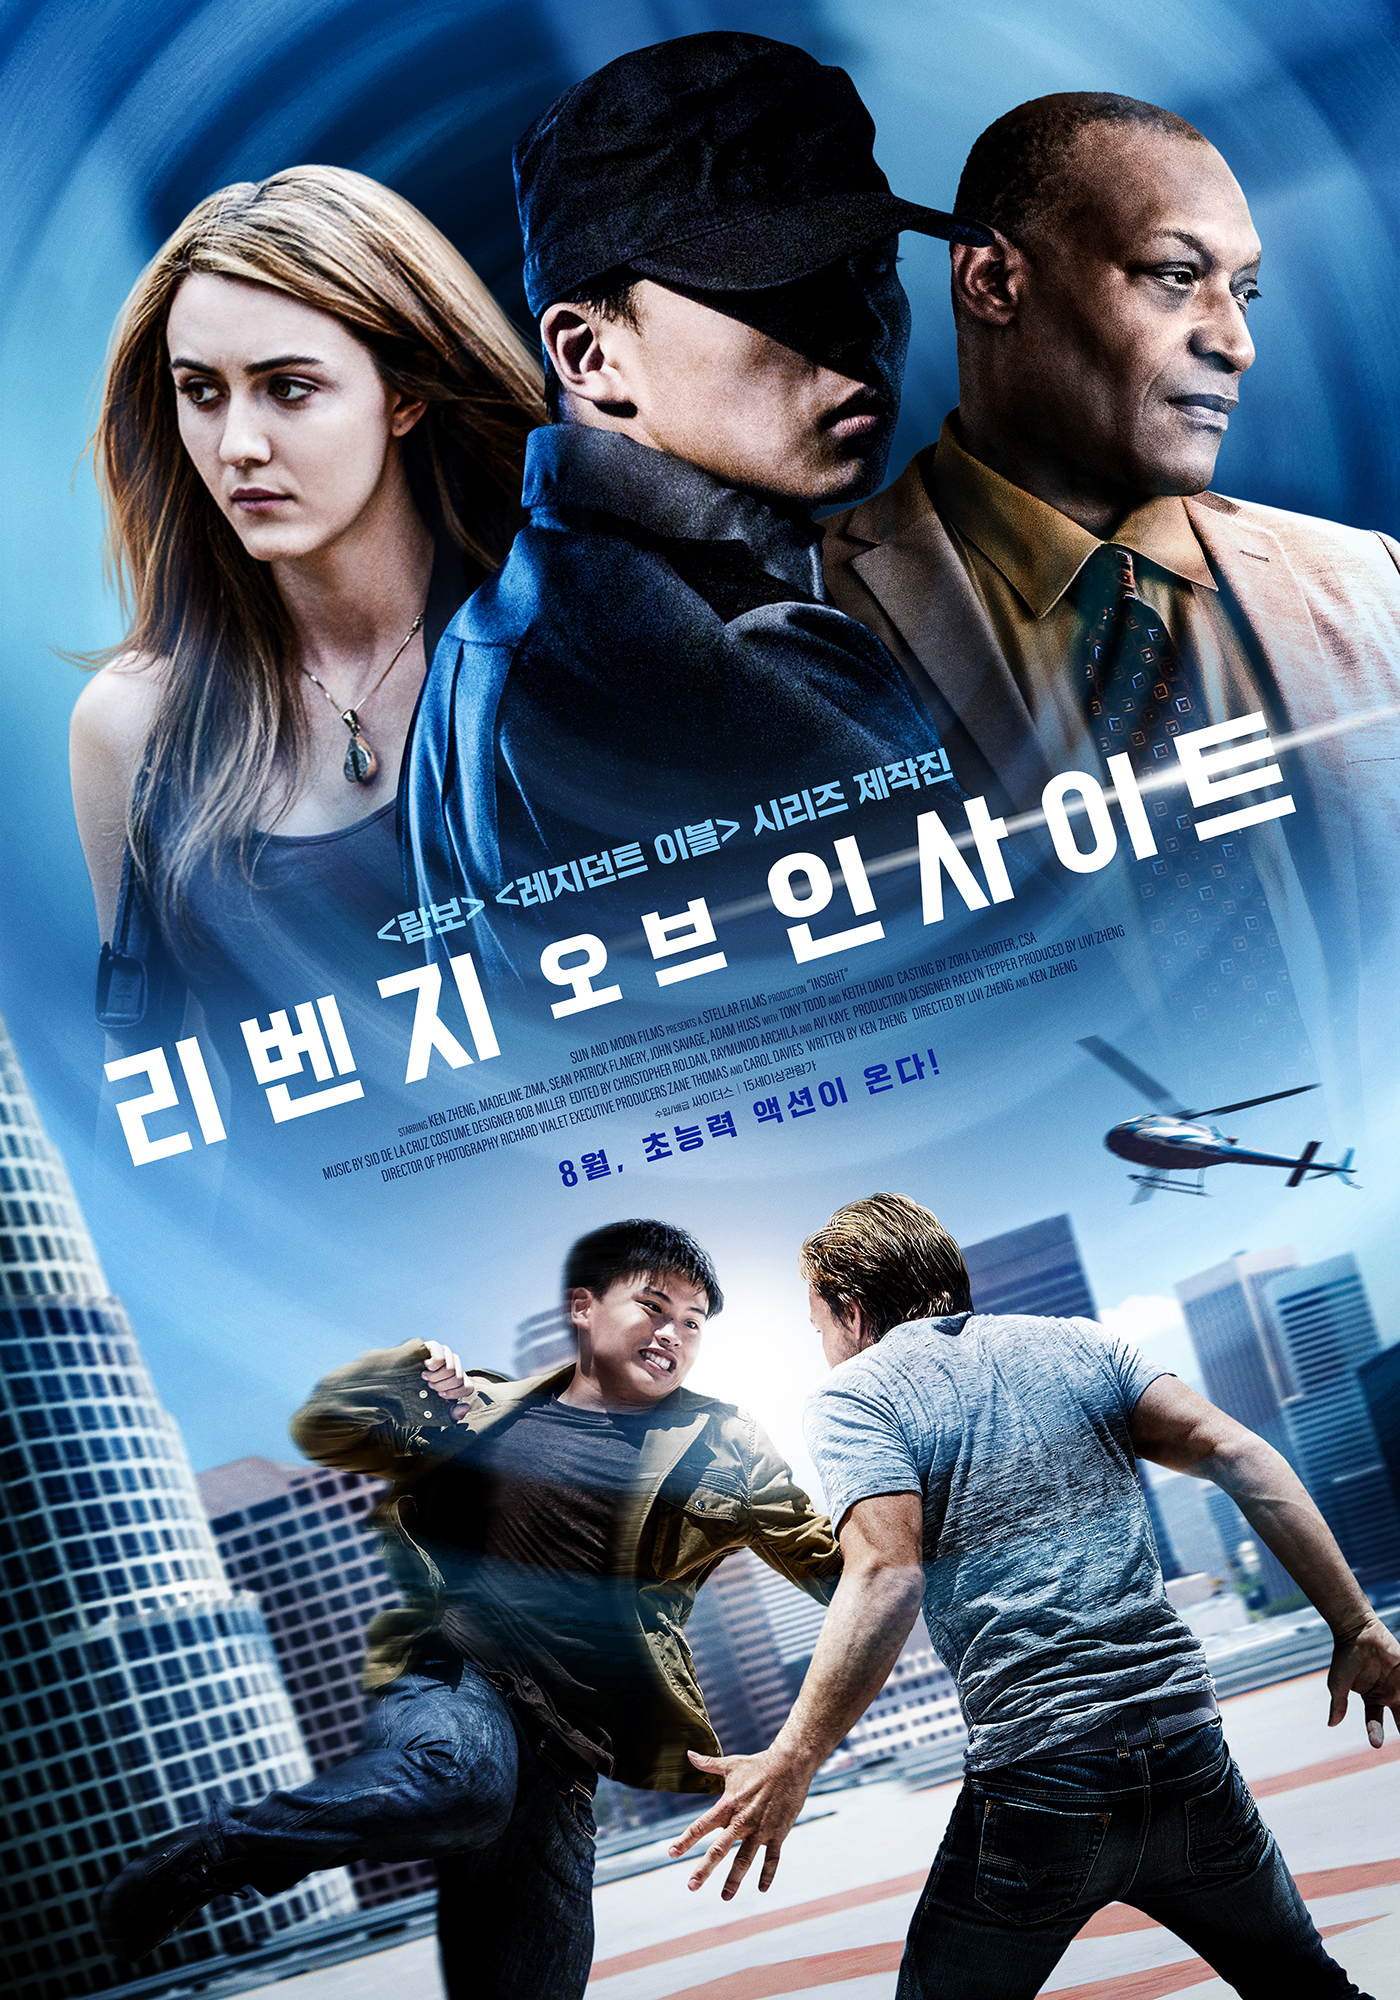 <람보> <레지던트 이블> 시리즈 제작진
리벤지 오브 인사이트
SUN AND MOON FILMS PRESENTS A STELLAR FILMS PRODUCTION "INSIGHT"
STARRING KEN ZHENG, MADELINE ZIMA, SEAN PATRICK FLANERY, JOHN SAVAGE, ADAM HUSS WITH TONY TODD AND KEITH DAVID CASTING BY ZORA DEHORTER, CSA
MUSIC BY SID DE LA CRUZ COSTUME DESIGNER BOB MILLER EDITED BY CHRISTOPHER ROLDAN, RAYMUNDO ARCHILA AND AVI KAYE PRODUCTION DESIGNER RAELYN TEPPER PRODUCED BY LIVI ZHENG
DIRECTOR OF PHOTOGRAPHY RICHARD VIALET EXECUTIVE PRODUCERS ZANE THOMAS AND CAROL DAVIES WRITTEN BY KEN ZHENG DIRECTED BY LIVI ZHENG AND KEN ZHENG
수입/배급 싸이더스 | 15세이상관람가
8월, 초능력 액션이 온다!